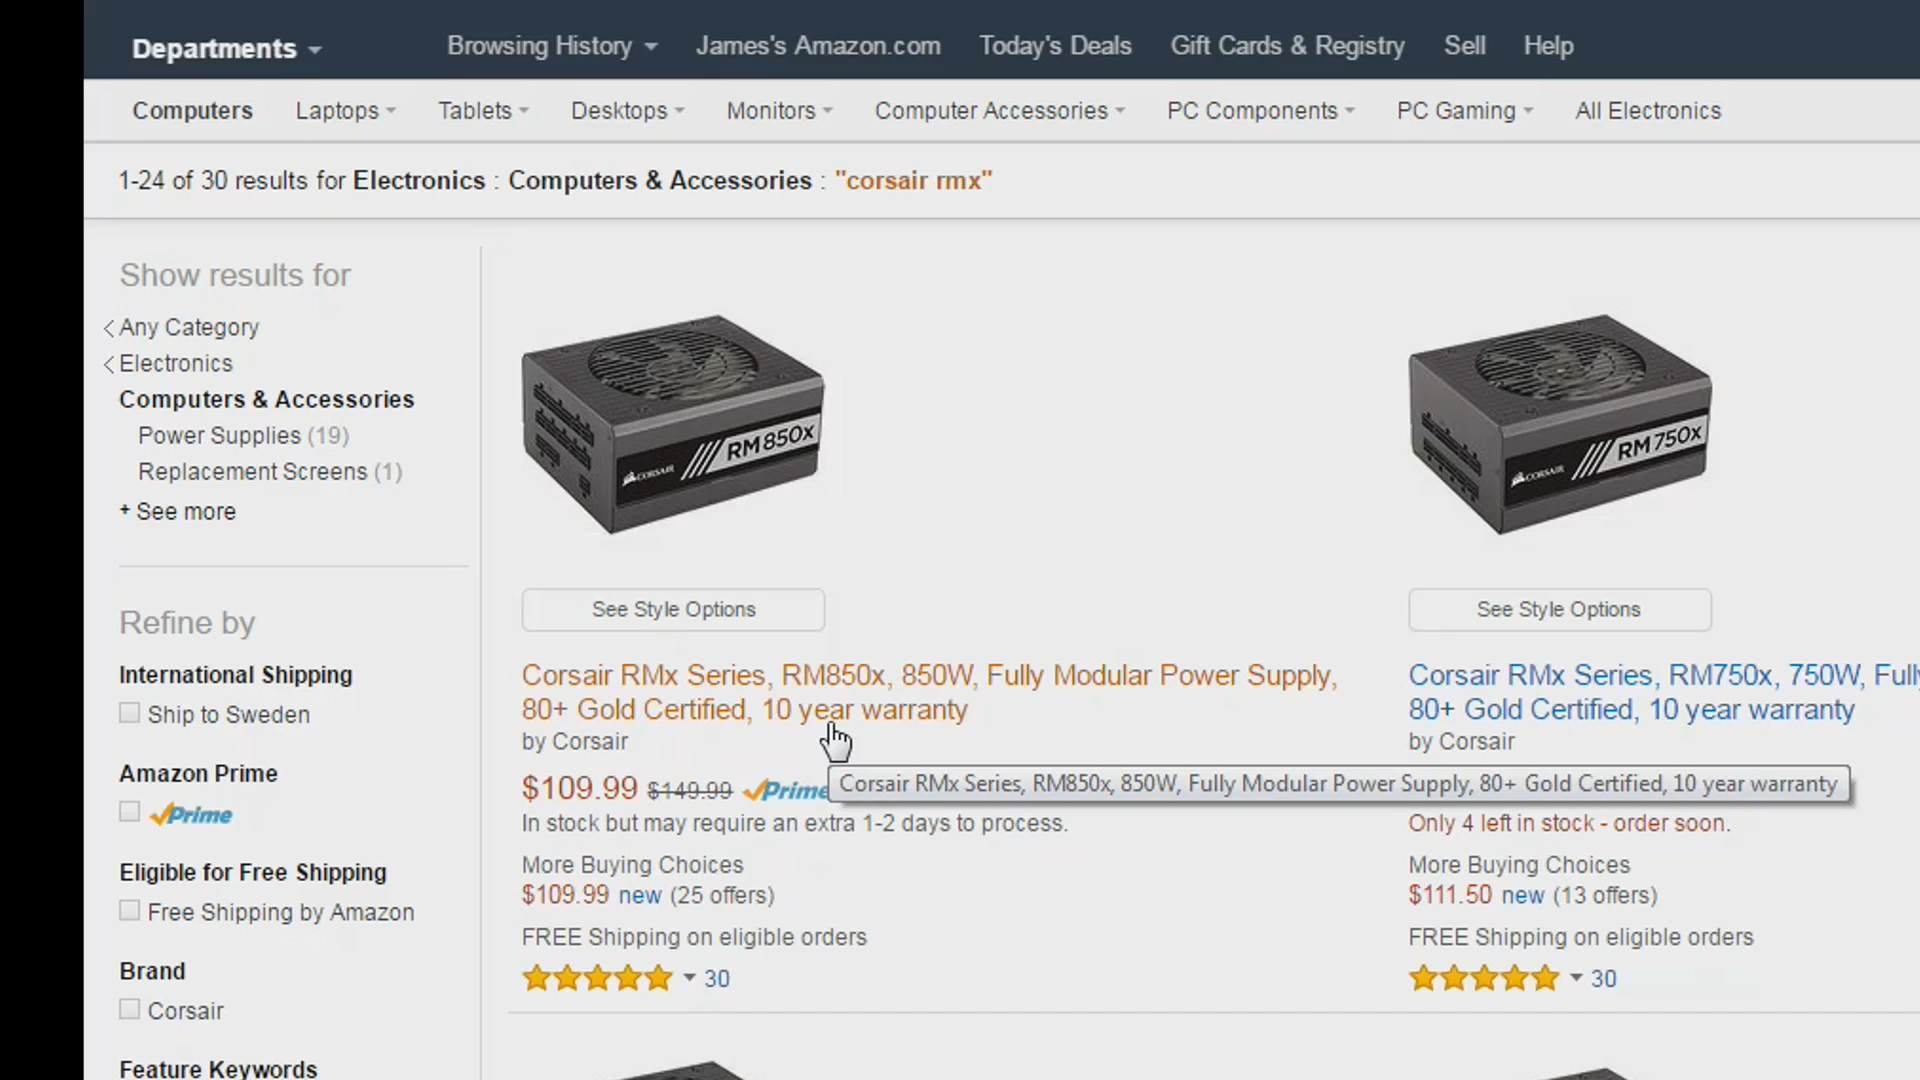 Departments
Browsing History
James's Amazon.com
Today's Deals
Gift Cards & Registry
Sell
Help
Computers
Laptops
Tablets
Desktops
Monitors
Computer Accessories
PC Components
PC Gaming
All Electronics
1-24 of 30 results for Electronics : Computers & Accessories : "corsair rmx"
Show results for
Any Category
Electronics
Computers & Accessories
Power Supplies (19)
Replacement Screens (1)
+ See more
Refine by
International Shipping
Ship to Sweden
Amazon Prime
Prime
Eligible for Free Shipping
Free Shipping by Amazon
Brand
Corsair
Feature Keywords
CORSAIR
RM 850x
See Style Options
Corsair RMx Series, RM850x, 850W, Fully Modular Power Supply,
80+ Gold Certified, 10 year warranty
by Corsair
$109.99 $149.99 Prime
Corsair RMx Series, RM850x, 850W, Fully Modular Power Supply, 80+ Gold Certified, 10 year warranty
In stock but may require an extra 1-2 days to process.
More Buying Choices
$109.99 new (25 offers)
FREE Shipping on eligible orders
30
CORSAIR
RM 750x
See Style Options
Corsair RMx Series, RM750x, 750W, Fully
80+ Gold Certified, 10 year warranty
by Corsair
Only 4 left in stock - order soon.
More Buying Choices
$111.50 new (13 offers)
FREE Shipping on eligible orders
30